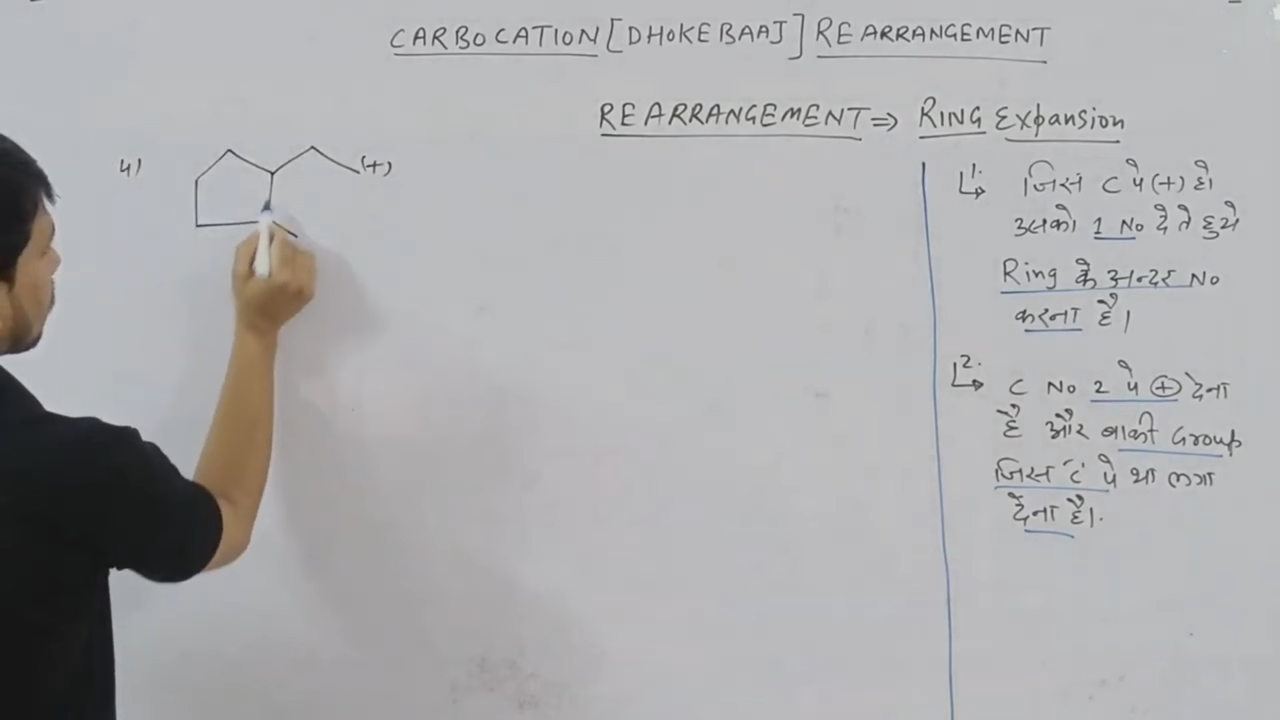 CARBOCATION [DHOKEBAAJ] REARRANGEMENT
REARRANGEMENT ⇒ RING Expansion
4)
(+)
1. जिस C पे (+) हो
उसको 1 No देते हुये
Ring के अन्दर No
करना है।
2. C No 2 पे ⊕ देना
है और बाकी Group
जिस C पे था लगा
देना है।